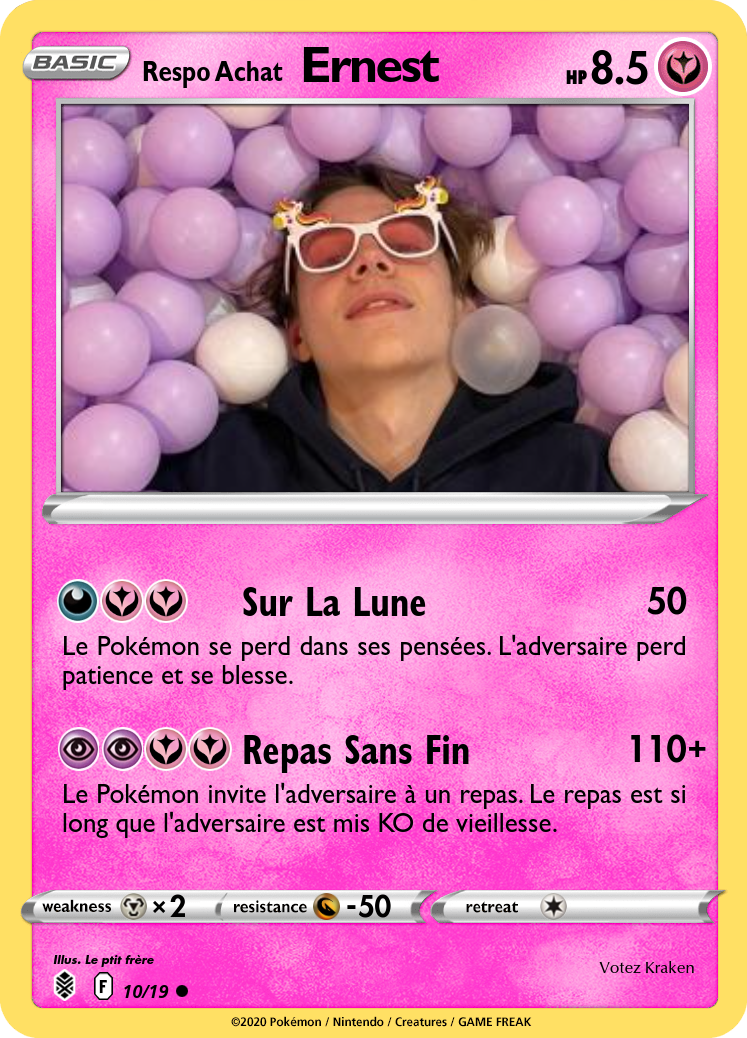 BASIC Respo Achat Ernest HP 8.5
Sur La Lune 50
Le Pokémon se perd dans ses pensées. L'adversaire perd
patience et se blesse.
Repas Sans Fin 110+
Le Pokémon invite l'adversaire à un repas. Le repas est si
long que l'adversaire est mis KO de vieillesse.
weakness ×2 resistance -50 retreat
Illus. Le ptit frère
Votez Kraken
F 10/19
©2020 Pokémon / Nintendo / Creatures / GAME FREAK